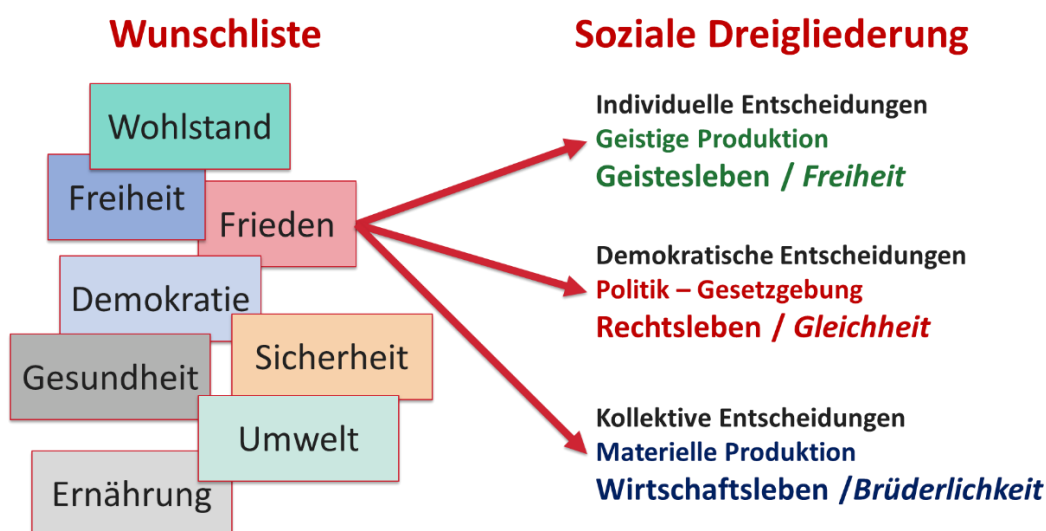 Wunschliste
Wohlstand
Freiheit
Frieden
Demokratie
Sicherheit
Gesundheit
Umwelt
Ernährung
Soziale Dreigliederung
Individuelle Entscheidungen
Geistige Produktion
Geistesleben / Freiheit
Demokratische Entscheidungen
Politik – Gesetzgebung
Rechtsleben / Gleichheit
Kollektive Entscheidungen
Materielle Produktion
Wirtschaftsleben /Brüderlichkeit